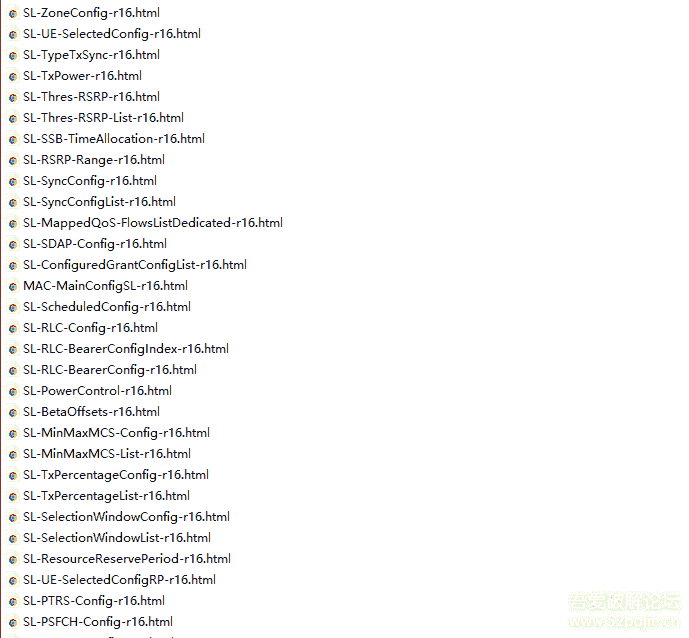 SL-ZoneConfig-r16.html
SL-UE-SelectedConfig-r16.html
SL-TypeTxSync-r16.html
SL-TxPower-r16.html
SL-Thres-RSRP-r16.html
SL-Thres-RSRP-List-r16.html
SL-SSB-TimeAllocation-r16.html
SL-RSRP-Range-r16.html
SL-SyncConfig-r16.html
SL-SyncConfigList-r16.html
SL-MappedQoS-FlowsListDedicated-r16.html
SL-SDAP-Config-r16.html
SL-ConfiguredGrantConfigList-r16.html
MAC-MainConfigSL-r16.html
SL-ScheduledConfig-r16.html
SL-RLC-Config-r16.html
SL-RLC-BearerConfigIndex-r16.html
SL-RLC-BearerConfig-r16.html
SL-PowerControl-r16.html
SL-BetaOffsets-r16.html
SL-MinMaxMCS-Config-r16.html
SL-MinMaxMCS-List-r16.html
SL-TxPercentageConfig-r16.html
SL-TxPercentageList-r16.html
SL-SelectionWindowConfig-r16.html
SL-SelectionWindowList-r16.html
SL-ResourceReservePeriod-r16.html
SL-UE-SelectedConfigRP-r16.html
SL-PTRS-Config-r16.html
SL-PSFCH-Config-r16.html
吾爱破解论坛
www.52pojie.cn